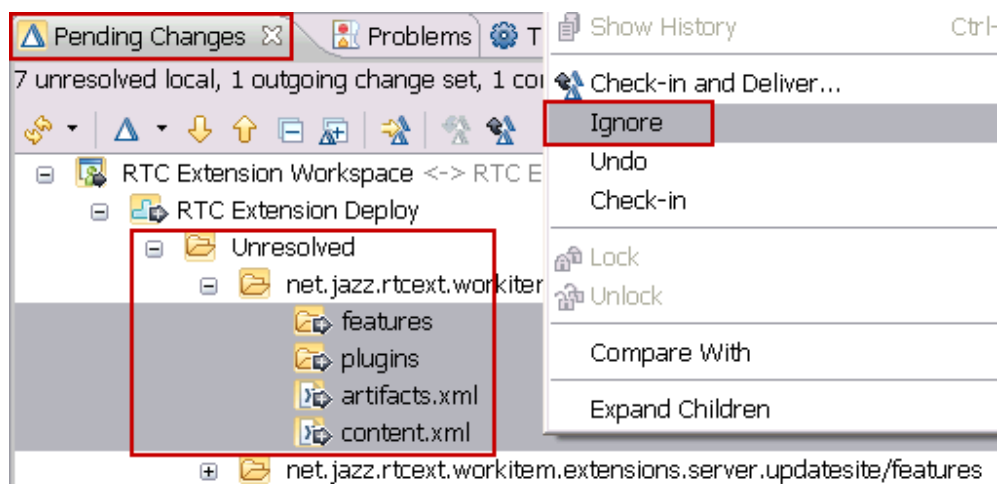 Pending Changes
Problems
T
7 unresolved local, 1 outgoing change set, 1
RTC Extension Workspace <-> RTC E
RTC Extension Deploy
Unresolved
net.jazz.rtcext.workitem
features
plugins
artifacts.xml
content.xml
net.jazz.rtcext.workitem.extensions.server.updatesite/features
Show History Ctrl-
Check-in and Deliver...
Ignore
Undo
Check-in
Lock
Unlock
Compare With
Expand Children